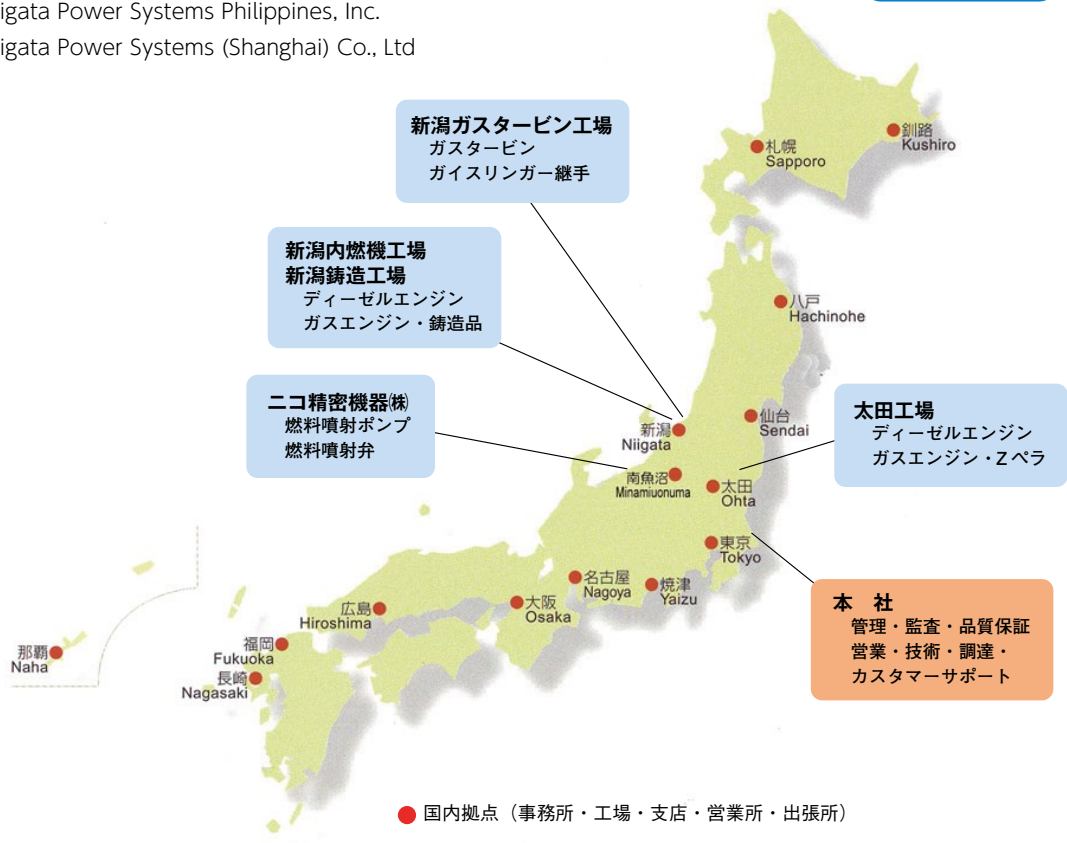 igata Power Systems Philippines, Inc.
igata Power Systems (Shanghai) Co., Ltd
新潟ガスタービン工場
ガスタービン
ガイスリンガー継手
札幌
Sapporo
釧路
Kushiro
新潟内燃機工場
新潟鋳造工場
ディーゼルエンジン
ガスエンジン・鋳造品
八戸
Hachinohe
ニコ精密機器㈱
燃料噴射ポンプ
燃料噴射弁
新潟
Niigata
仙台
Sendai
太田工場
ディーゼルエンジン
ガスエンジン・Zペラ
南魚沼
Minamiuonuma
太田
Ohta
東京
Tokyo
名古屋
Nagoya
焼津
Yaizu
大阪
Osaka
広島
Hiroshima
福岡
Fukuoka
長崎
Nagasaki
那覇
Naha
本　社
管理・監査・品質保証
営業・技術・調達・
カスタマーサポート
国内拠点（事務所・工場・支店・営業所・出張所）